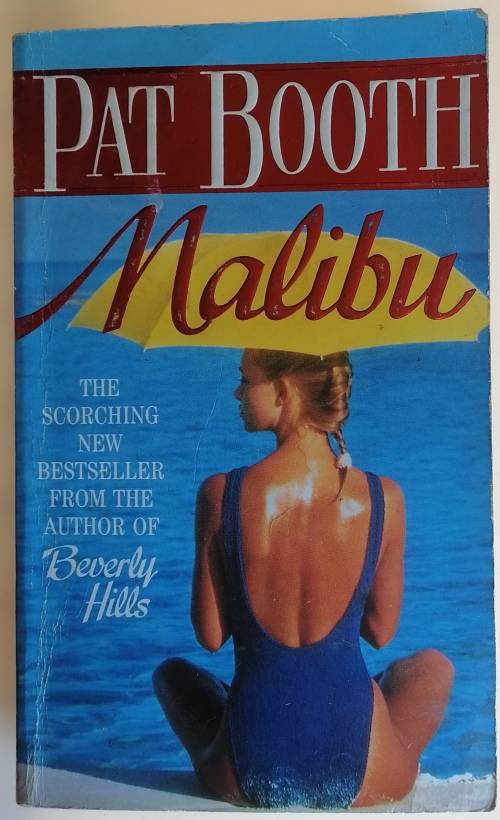 PAT BOOTH
Malibu
THE
SCORCHING
NEW
BESTSELLER
FROM THE
AUTHOR OF
Beverly
Hills